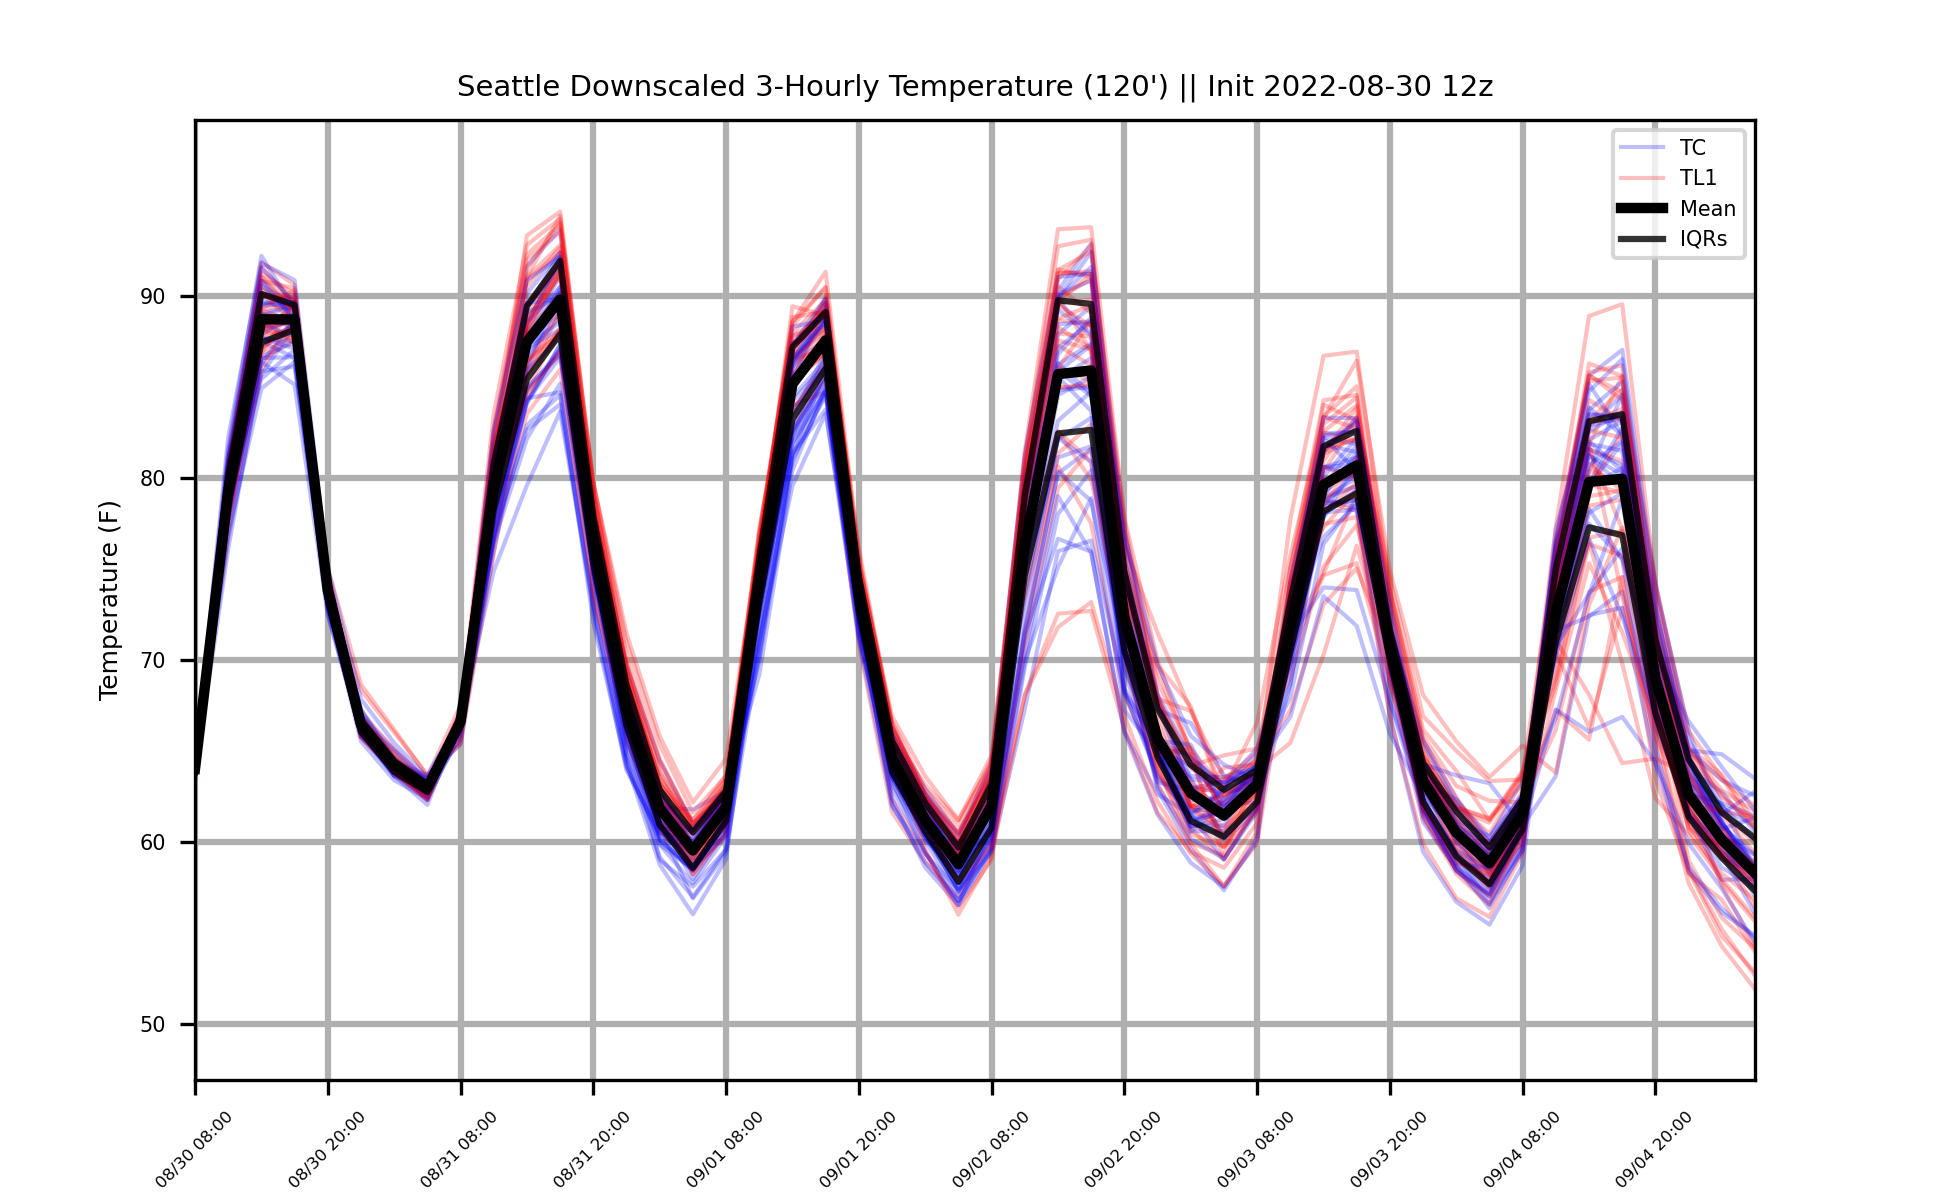 Seattle Downscaled 3-Hourly Temperature (120') || Init 2022-08-30 12z
TC
TL1
Mean
IQRs
Temperature (F)
90
80
70
60
50
08/30 08:00
08/30 20:00
08/31 08:00
08/31 20:00
09/01 08:00
09/01 20:00
09/02 08:00
09/02 20:00
09/03 08:00
09/03 20:00
09/04 08:00
09/04 20:00